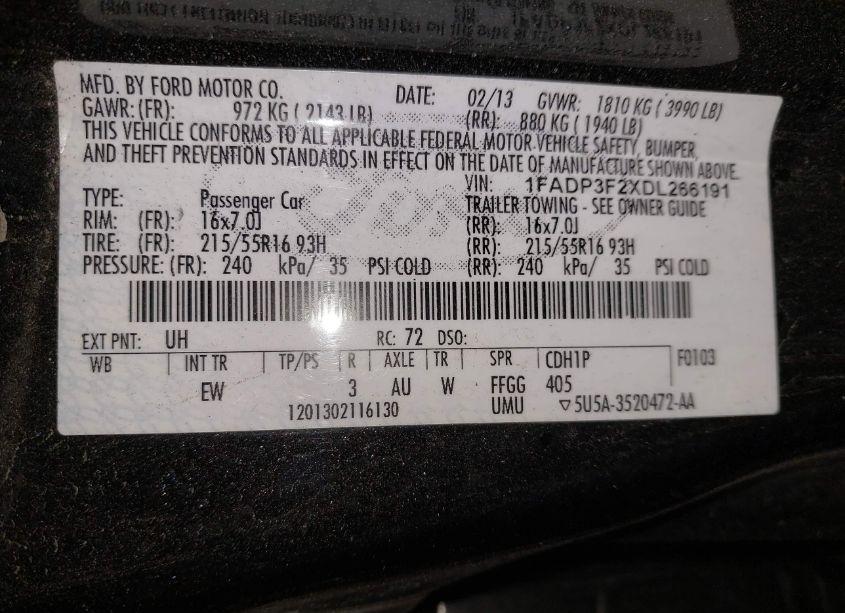 MFD. BY FORD MOTOR CO. DATE: 02/13 GVWR: 1810 KG ( 3990 LB)
GAWR: (FR): 972 KG ( 2143 LB) (RR): 880 KG ( 1940 LB)
THIS VEHICLE CONFORMS TO ALL APPLICABLE FEDERAL MOTOR VEHICLE SAFETY, BUMPER,
AND THEFT PREVENTION STANDARDS IN EFFECT ON THE DATE OF MANUFACTURE SHOWN ABOVE.
VIN: 1FADP3F2XDL266191
TYPE: Passenger Car TRAILER TOWING - SEE OWNER GUIDE
RIM: (FR): 16x7.0J (RR): 16x7.0J
TIRE: (FR): 215/55R16 93H (RR): 215/55R16 93H
PRESSURE: (FR): 240 kPa/ 35 PSI COLD (RR): 240 kPa/ 35 PSI COLD
EXT PNT: UH RC: 72 DSO:
WB INT TR TP/PS R AXLE TR SPR CDH1P F0103
EW 3 AU W FFGG 405
1201302116130 UMU ▽5U5A-3520472-AA